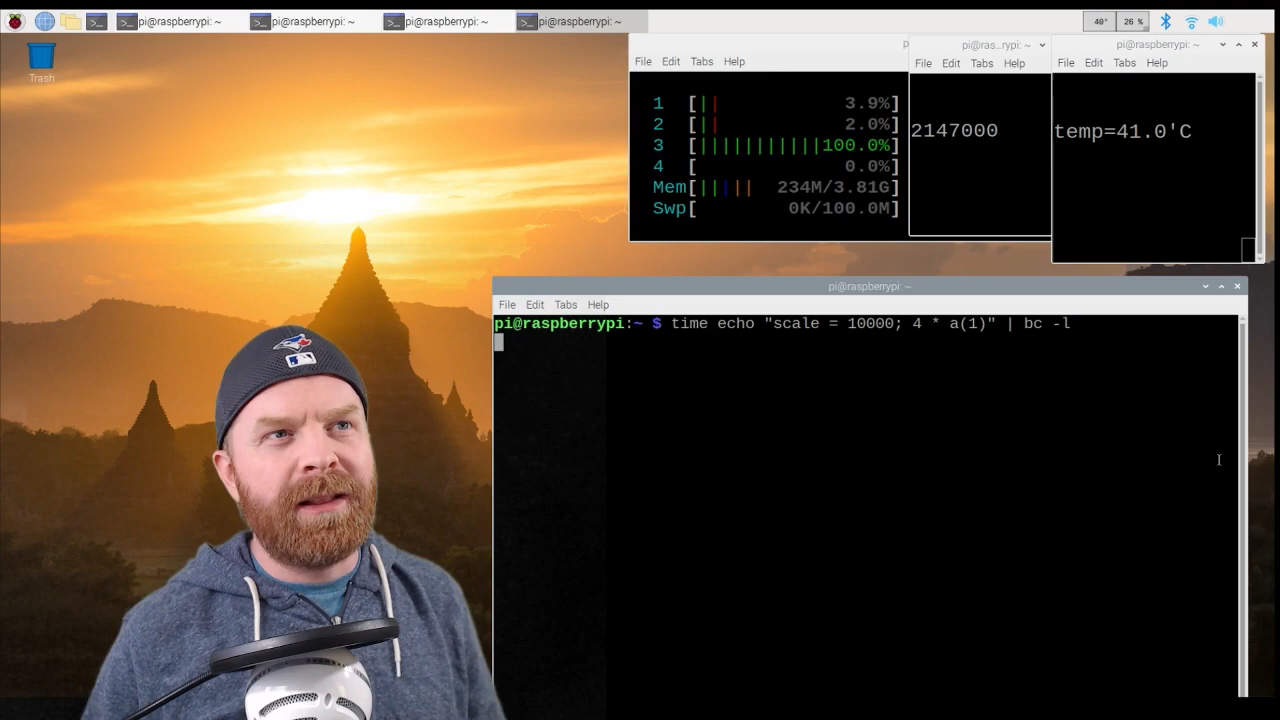 pi@raspberrypi: ~ pi@raspberrypi: ~ pi@raspberrypi: ~ pi@raspberrypi: ~ 40° 26 %
Trash
p
File Edit Tabs Help
1 [|| 3.9%]
2 [|| 2.0%]
3 [|||||||||||100.0%]
4 [ 0.0%]
Mem[||||| 234M/3.81G]
Swp[ 0K/100.0M]
pi@ras...rypi: ~
File Edit Tabs Help
2147000
pi@raspberrypi: ~
File Edit Tabs Help
temp=41.0'C
pi@raspberrypi: ~
File Edit Tabs Help
pi@raspberrypi:~ $ time echo "scale = 10000; 4 * a(1)" | bc -l